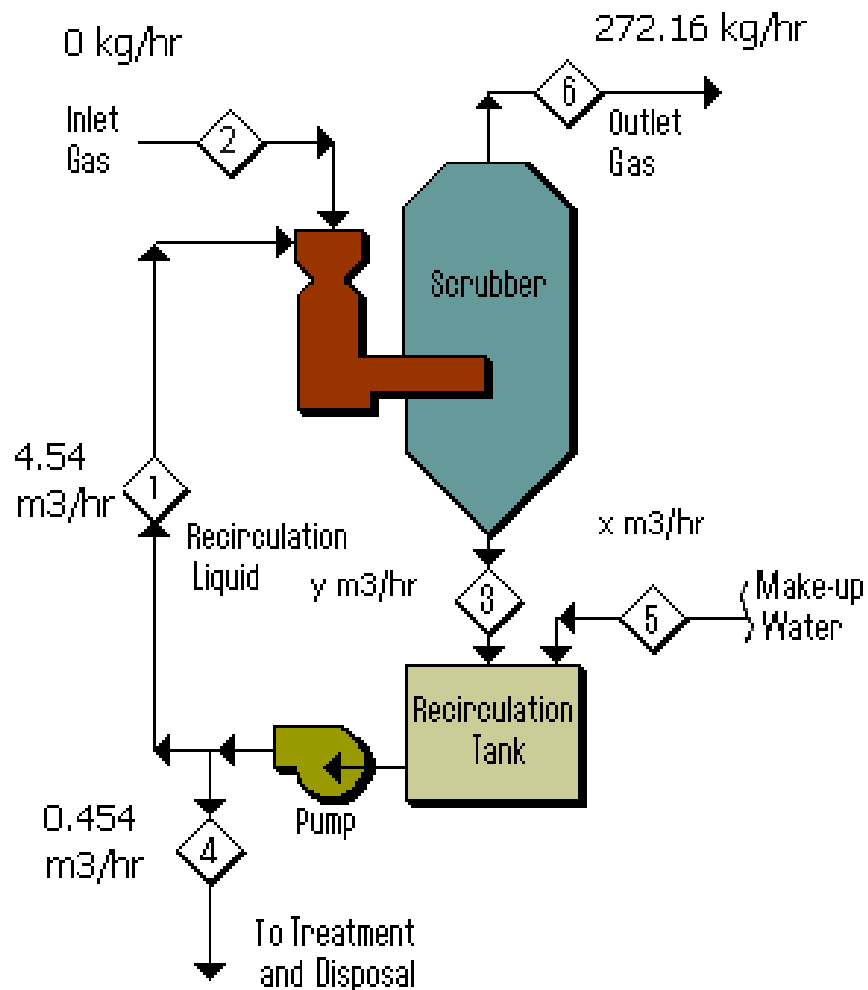 0 kg/hr
272.16 kg/hr
6
Inlet
Gas
2
Outlet
Gas
Scrubber
4.54
m3/hr
1
Recirculation
Liquid
x m3/hr
y m3/hr
3
5
Make-up
Water
Recirculation
Tank
Pump
0.454
m3/hr
4
To Treatment
and Disposal